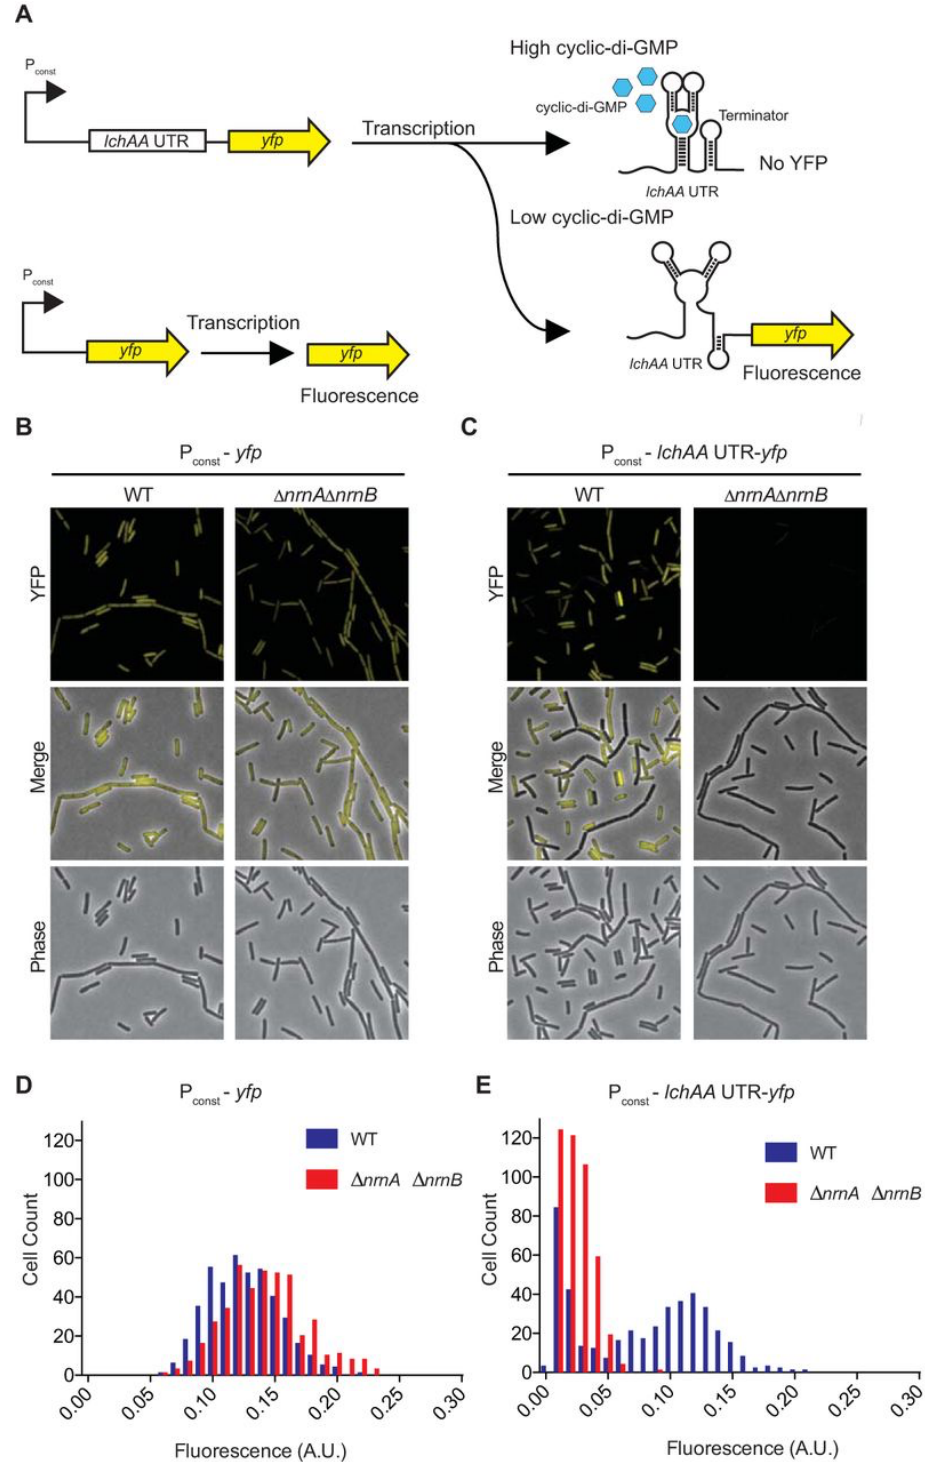 A
P const
lchAA UTR
yfp
Transcription
High cyclic-di-GMP
cyclic-di-GMP
Terminator
No YFP
lchAA UTR
Low cyclic-di-GMP
lchAA UTR
yfp
Fluorescence
P const
yfp
Transcription
yfp
Fluorescence
B
P const - yfp
WT
ΔnrnAΔnrnB
YFP
Merge
Phase
C
P const - lchAA UTR-yfp
WT
ΔnrnAΔnrnB
YFP
Merge
Phase
D
P const - yfp
WT
ΔnrnA ΔnrnB
Cell Count
120
100
80
60
40
20
0
0.00 0.05 0.10 0.15 0.20 0.25 0.30
Fluorescence (A.U.)
E
P const - lchAA UTR-yfp
WT
ΔnrnA ΔnrnB
Cell Count
120
100
80
60
40
20
0
0.00 0.05 0.10 0.15 0.20 0.25 0.30
Fluorescence (A.U.)